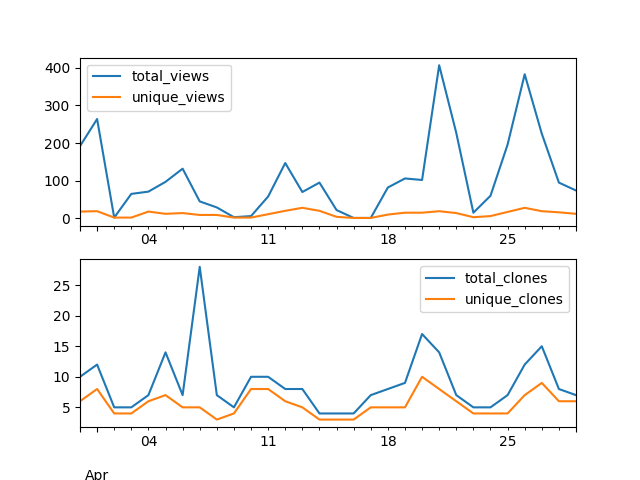 total_views
unique_views
400
300
200
100
0
04 11 18 25
total_clones
unique_clones
25
20
15
10
5
04 11 18 25
Apr